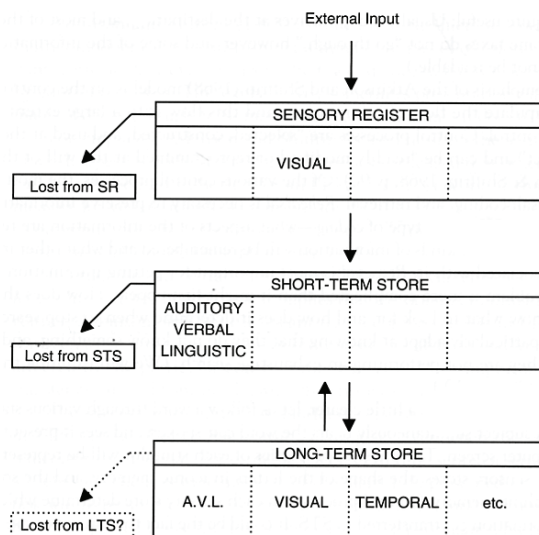 External Input
SENSORY REGISTER
VISUAL
Lost from SR
SHORT-TERM STORE
AUDITORY
VERBAL
LINGUISTIC
Lost from STS
LONG-TERM STORE
A.V.L.
VISUAL
TEMPORAL
etc.
Lost from LTS?